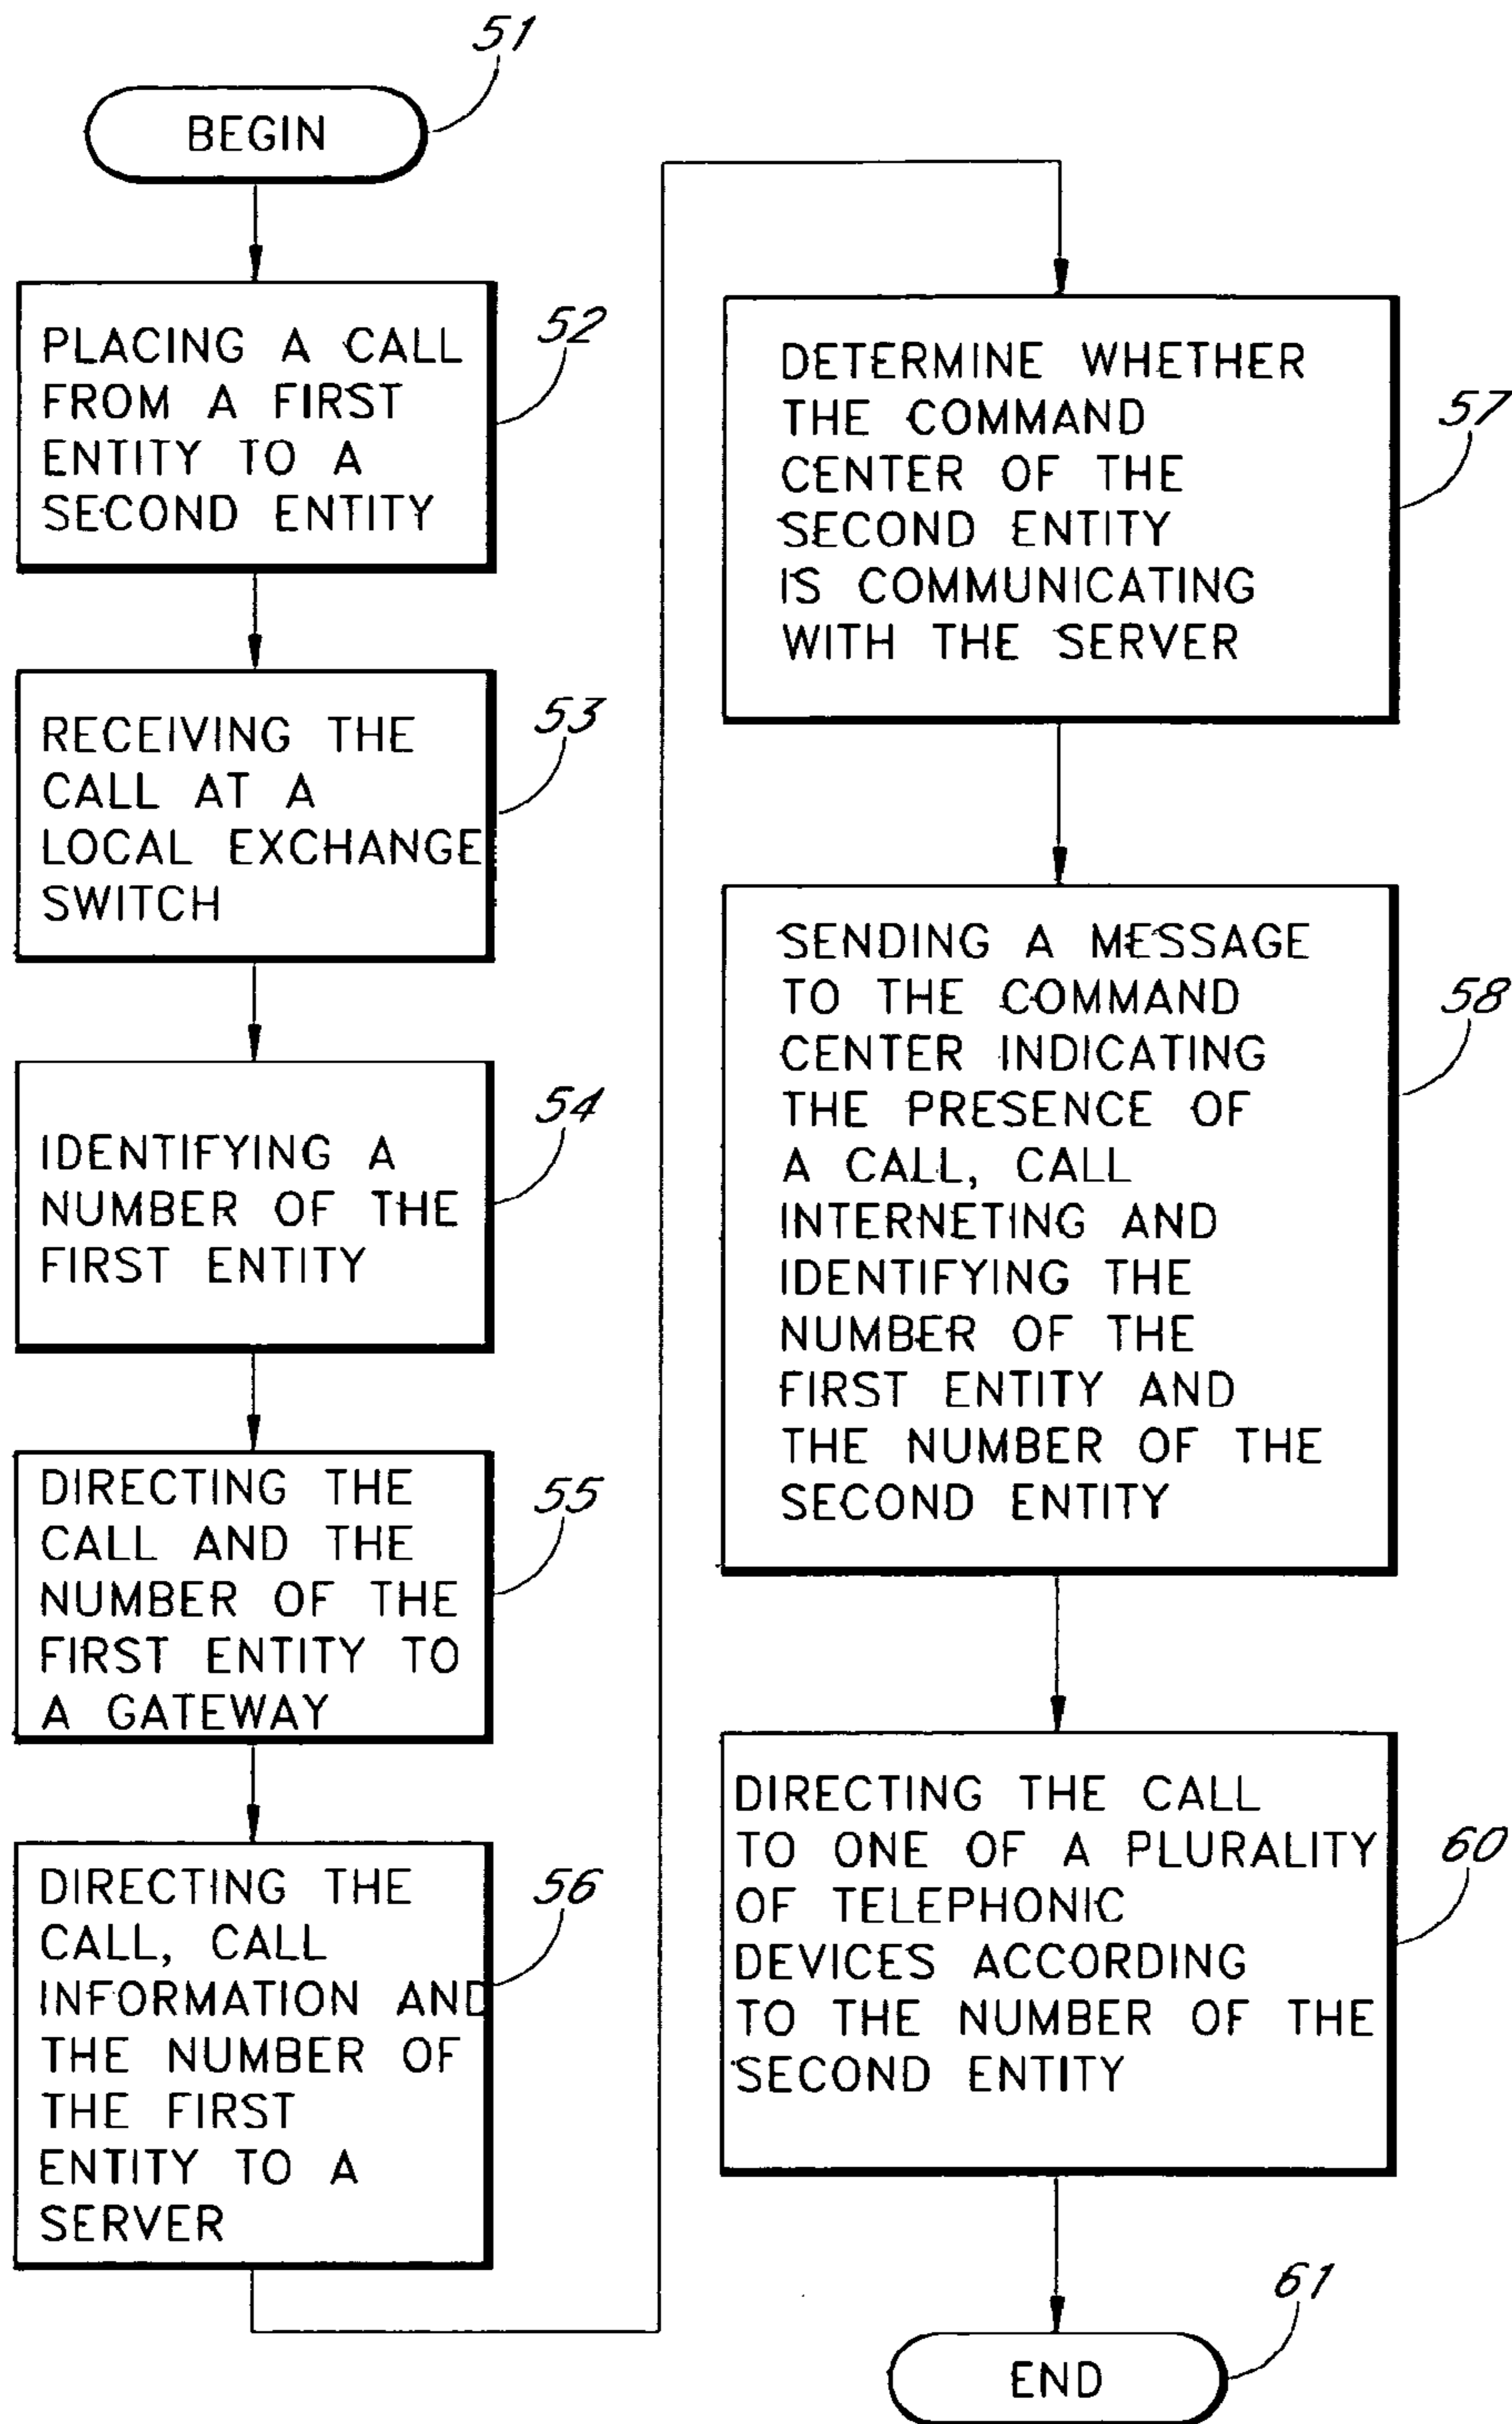 51
BEGIN
PLACING A CALL
FROM A FIRST
ENTITY TO A
SECOND ENTITY
52
RECEIVING THE
CALL AT A
LOCAL EXCHANGE
SWITCH
53
IDENTIFYING A
NUMBER OF THE
FIRST ENTITY
54
DIRECTING THE
CALL AND THE
NUMBER OF THE
FIRST ENTITY TO
A GATEWAY
55
DIRECTING THE
CALL, CALL
INFORMATION AND
THE NUMBER OF
THE FIRST
ENTITY TO A
SERVER
56
DETERMINE WHETHER
THE COMMAND
CENTER OF THE
SECOND ENTITY
IS COMMUNICATING
WITH THE SERVER
57
SENDING A MESSAGE
TO THE COMMAND
CENTER INDICATING
THE PRESENCE OF
A CALL, CALL
INTERNETING AND
IDENTIFYING THE
NUMBER OF THE
FIRST ENTITY AND
THE NUMBER OF THE
SECOND ENTITY
58
DIRECTING THE CALL
TO ONE OF A PLURALITY
OF TELEPHONIC
DEVICES ACCORDING
TO THE NUMBER OF THE
SECOND ENTITY
60
61
END